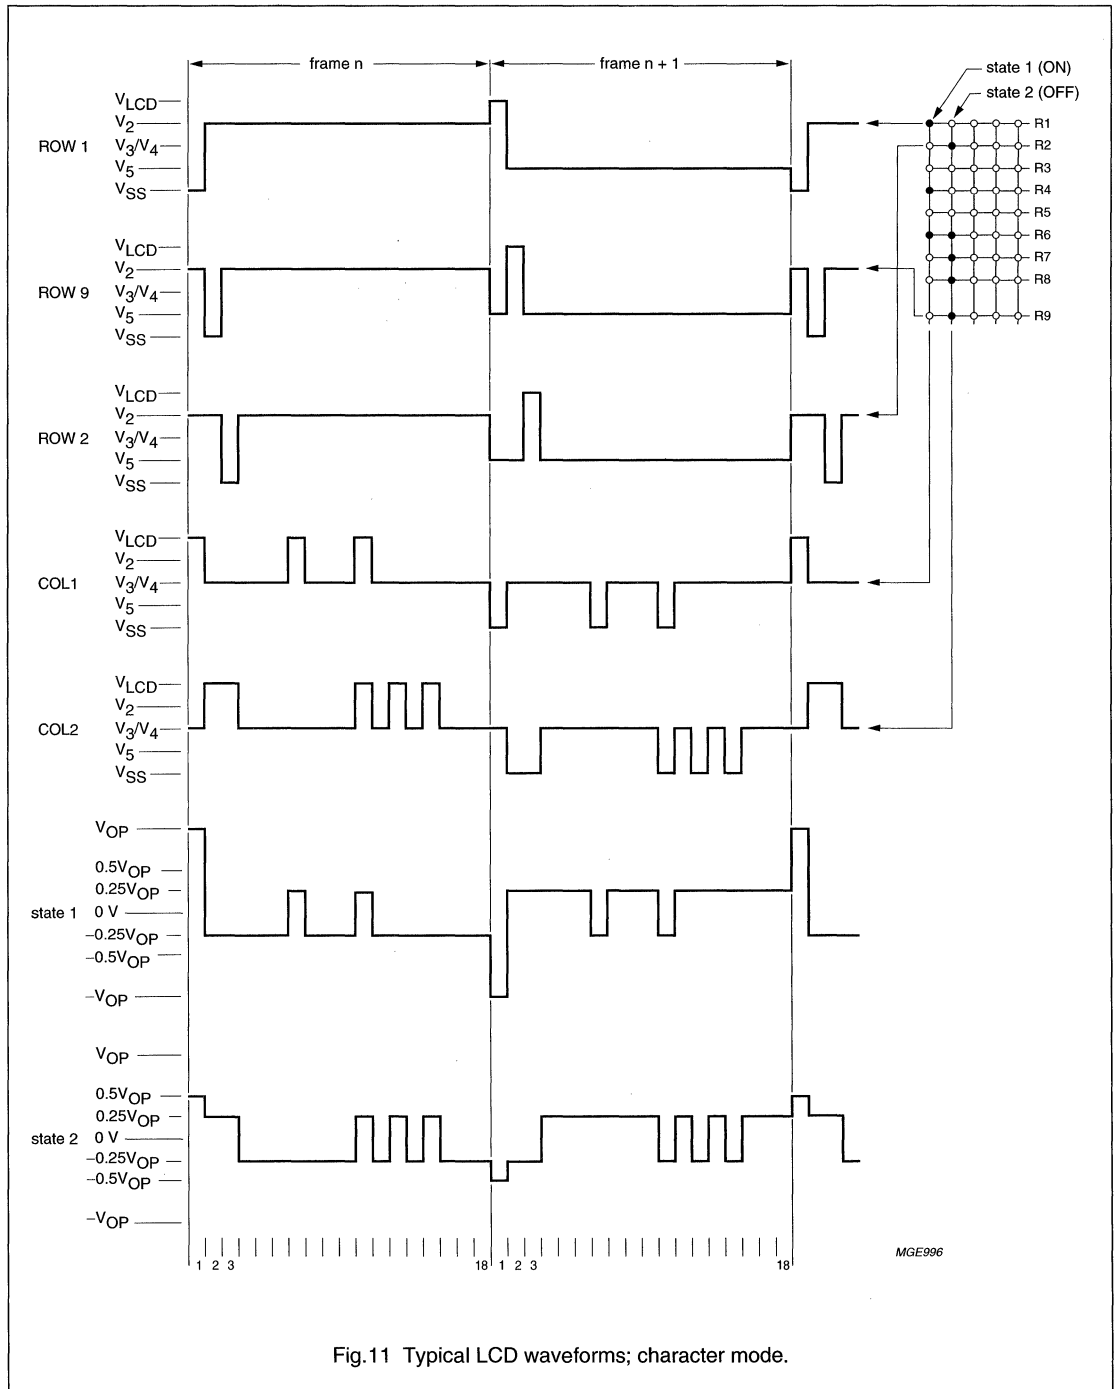 frame n
frame n + 1
state 1 (ON)
state 2 (OFF)
R1
R2
R3
R4
R5
R6
R7
R8
R9
ROW 1
VLCD
V2
V3/V4
V5
VSS
ROW 9
VLCD
V2
V3/V4
V5
VSS
ROW 2
VLCD
V2
V3/V4
V5
VSS
COL1
VLCD
V2
V3/V4
V5
VSS
COL2
VLCD
V2
V3/V4
V5
VSS
state 1
VOP
0.5VOP
0.25VOP
0 V
−0.25VOP
−0.5VOP
−VOP
state 2
VOP
0.5VOP
0.25VOP
0 V
−0.25VOP
−0.5VOP
−VOP
1 2 3 18 1 2 3 18
MGE996
Fig.11 Typical LCD waveforms; character mode.